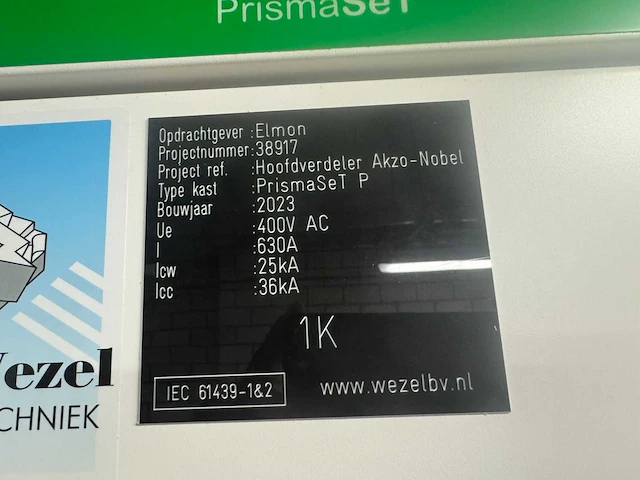 PrismaSeT
Opdrachtgever :Elmon
Projectnummer:38917
Project ref. :Hoofdverdeler Akzo-Nobel
Type kast :PrismaSeT P
Bouwjaar :2023
Ue :400V AC
I :630A
Icw :25kA
Icc :36kA
1K
IEC 61439-1&2
www.wezelbv.nl
Wezel
CHNIEK